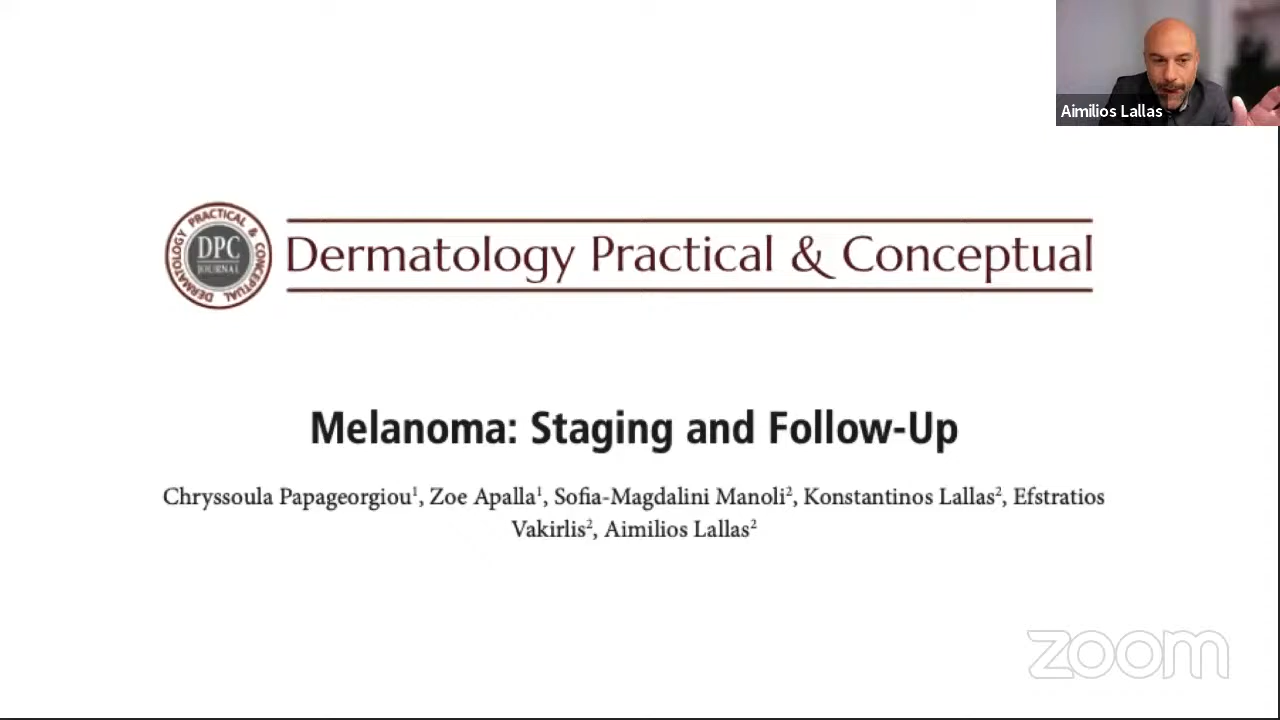 Aimilios Lallas
DERMATOLOGY PRACTICAL & CONCEPTUAL
DPC
JOURNAL
Dermatology Practical & Conceptual
Melanoma: Staging and Follow-Up
Chryssoula Papageorgiou¹, Zoe Apalla¹, Sofia-Magdalini Manoli², Konstantinos Lallas², Efstratios
Vakirlis², Aimilios Lallas²
zoom